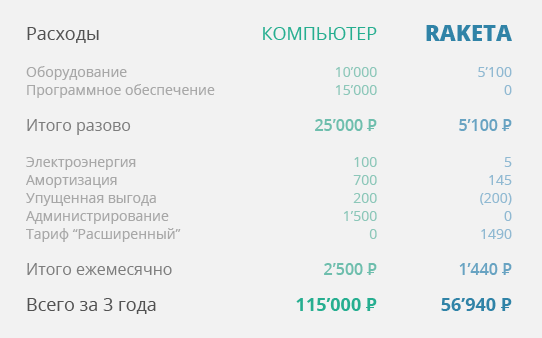 Расходы КОМПЬЮТЕР RAKETA
Оборудование 10’000 5’100
Программное обеспечение 15’000 0
Итого разово 25’000 ₽ 5’100 ₽
Электроэнергия 100 5
Амортизация 700 145
Упущенная выгода 200 (200)
Администрирование 1’500 0
Тариф “Расширенный” 0 1490
Итого ежемесячно 2’500 ₽ 1’440 ₽
Всего за 3 года 115’000 ₽ 56’940 ₽